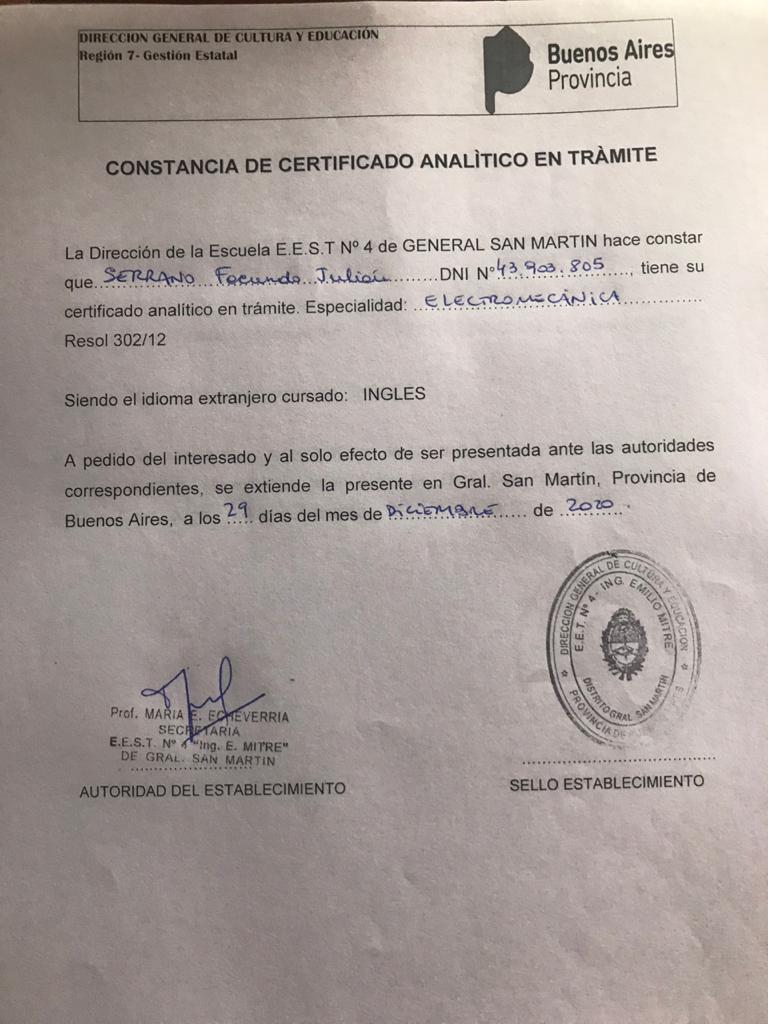 DIRECCION GENERAL DE CULTURA Y EDUCACIÓN
Región 7- Gestión Estatal
Buenos Aires
Provincia
CONSTANCIA DE CERTIFICADO ANALÌTICO EN TRÀMITE
La Dirección de la Escuela E.E.S.T Nº 4 de GENERAL SAN MARTIN hace constar
que...SERRANO Facundo Julián........DNI Nº43.903.805......, tiene su
certificado analítico en trámite. Especialidad: ..ELECTROMECÁNICA..................
Resol 302/12
Siendo el idioma extranjero cursado: INGLES
A pedido del interesado y al solo efecto de ser presentada ante las autoridades
correspondientes, se extiende la presente en Gral. San Martín, Provincia de
Buenos Aires, a los 29 días del mes de DICIEMBRE...... de ..2020...
DIRECCION GENERAL DE CULTURA Y EDUCACION
E.E.T. Nº 4- ING. EMILIO MITRE
DISTRITO GRAL. SAN MARTIN
PROVINCIA DE
Prof. MARIA E. ECHEVERRIA
SECRETARIA
E.E.S.T. Nº 4 "Ing. E. MITRE"
DE GRAL. SAN MARTIN
AUTORIDAD DEL ESTABLECIMIENTO
SELLO ESTABLECIMIENTO